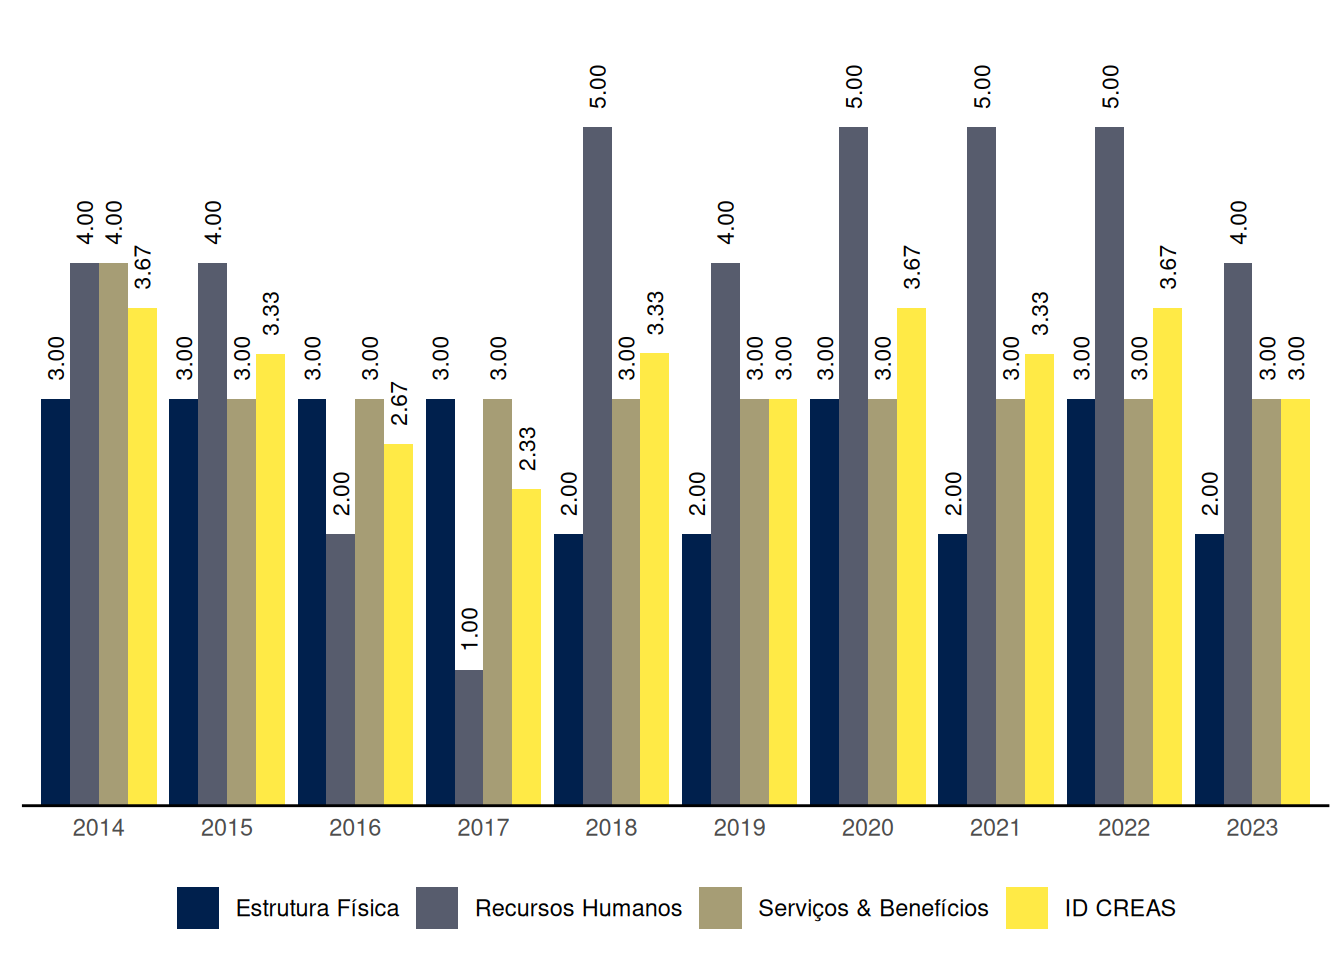 5.00 5.00 5.00 5.00
4.00 4.00 4.00 4.00 4.00
3.67 3.67 3.67
3.33 3.33 3.33
3.00 3.00 3.00 3.00 3.00 3.00 3.00 3.00 3.00 3.00 3.00 3.00 3.00 3.00 3.00 3.00 3.00
2.67
2.33
2.00 2.00 2.00 2.00 2.00
1.00
2014 2015 2016 2017 2018 2019 2020 2021 2022 2023
Estrutura Física Recursos Humanos Serviços & Benefícios ID CREAS